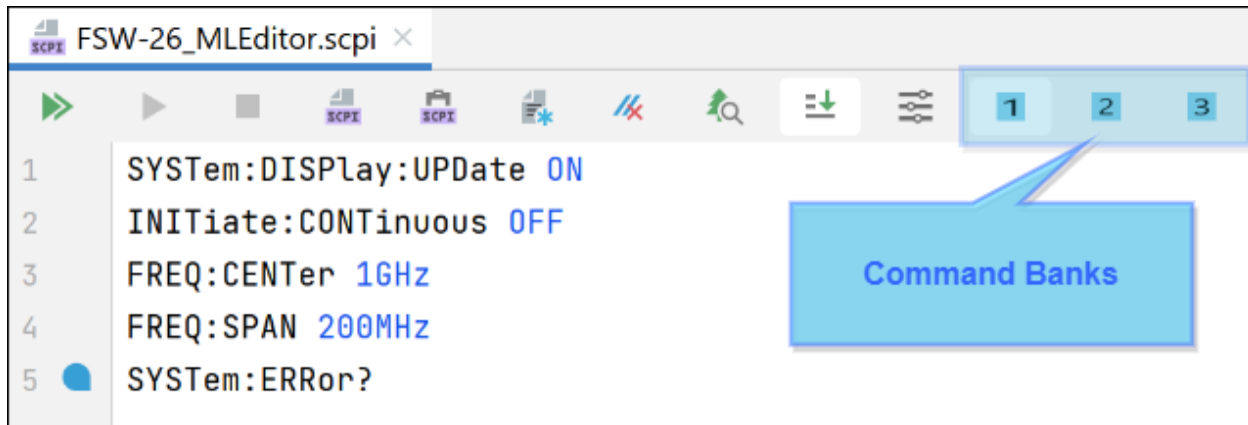 SCPI FSW-26_MLEditor.scpi
SCPI SCPI 1 2 3
1 SYSTem:DISPlay:UPDate ON
2 INITiate:CONTinuous OFF
3 FREQ:CENTer 1GHz
4 FREQ:SPAN 200MHz
5 SYSTem:ERRor?
Command Banks